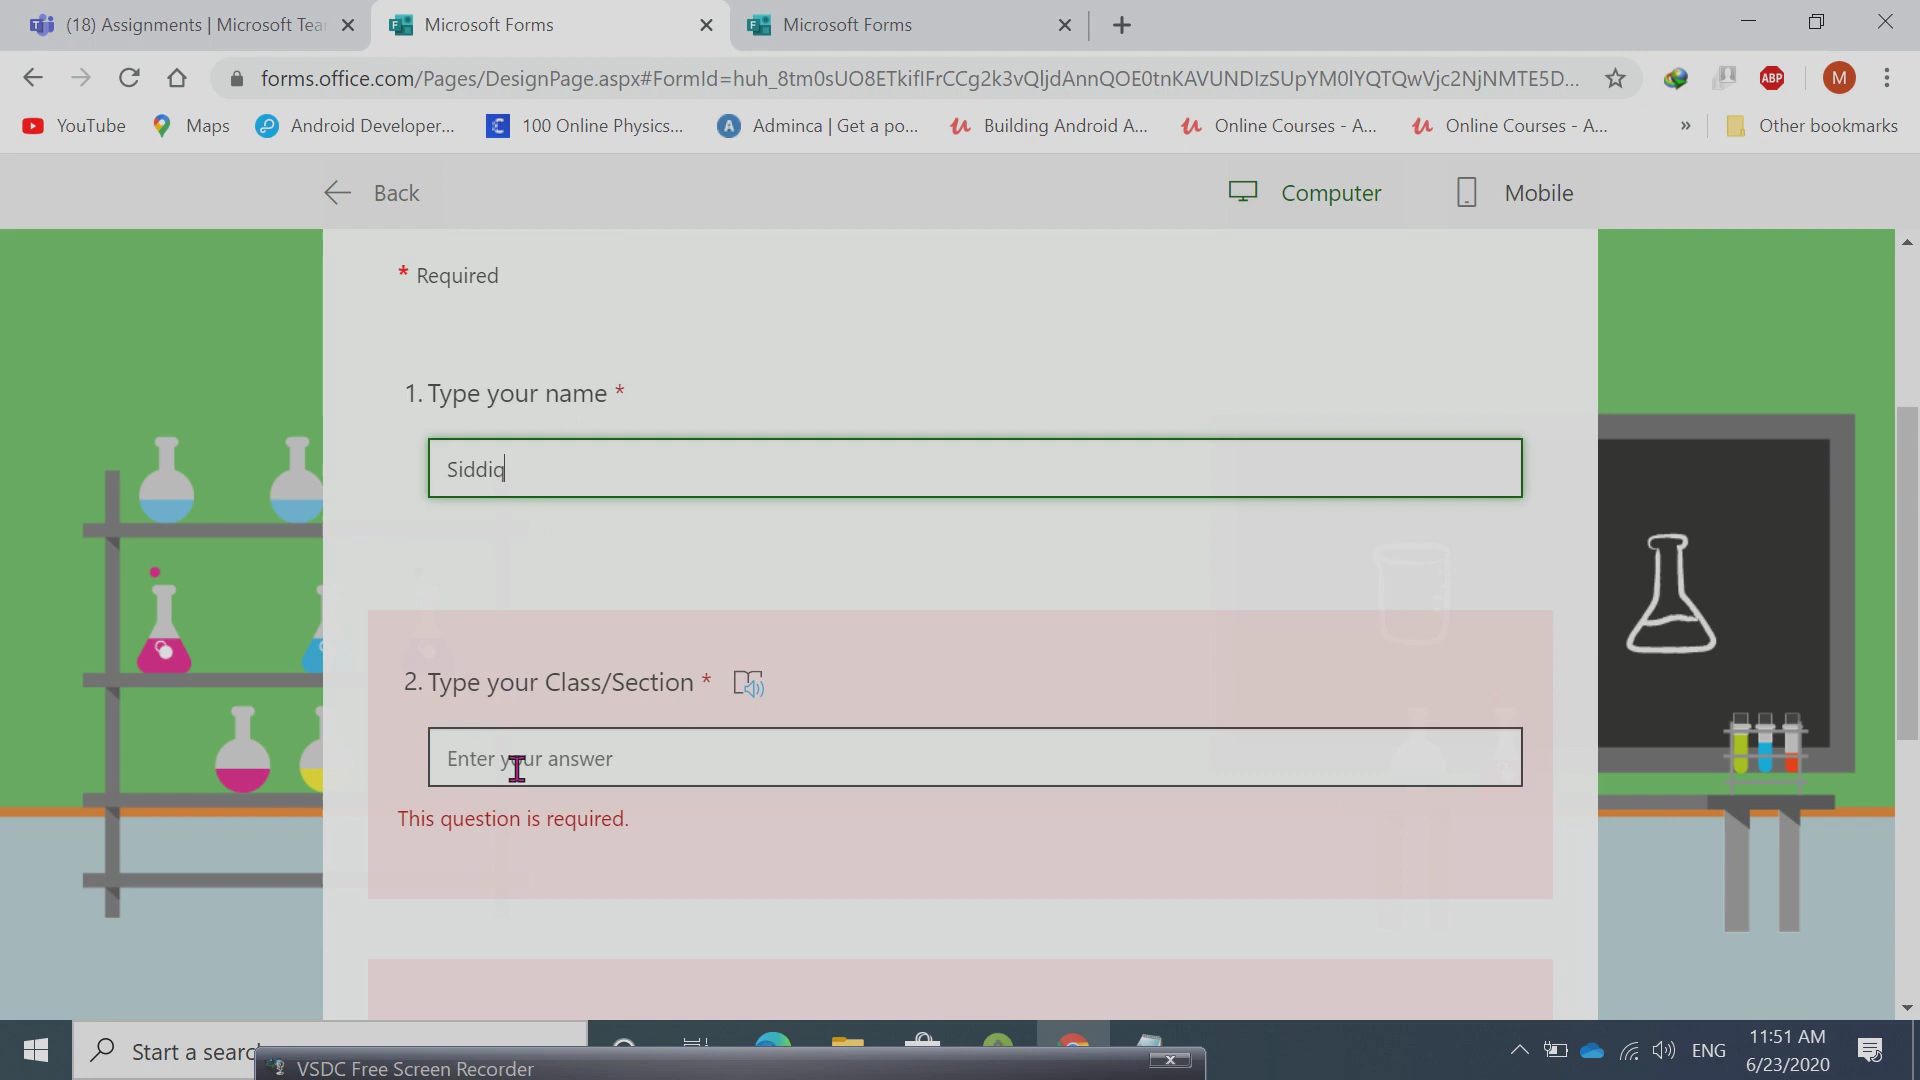 (18) Assignments | Microsoft Tea
Microsoft Forms
Microsoft Forms
forms.office.com/Pages/DesignPage.aspx#FormId=huh_8tm0sUO8ETkifIFrCCg2k3vQljdAnnQOE0tnKAVUNDIzSUpYM0lYQTQwVjc2NjNMTE5D...
ABP
M
YouTube
Maps
Android Developer...
100 Online Physics...
Adminca | Get a po...
Building Android A...
Online Courses - A...
Online Courses - A...
»
Other bookmarks
Back
Computer
Mobile
* Required
1. Type your name *
Siddiq
2. Type your Class/Section *
Enter your answer
This question is required.
Start a searc
VSDC Free Screen Recorder
ENG
11:51 AM
6/23/2020